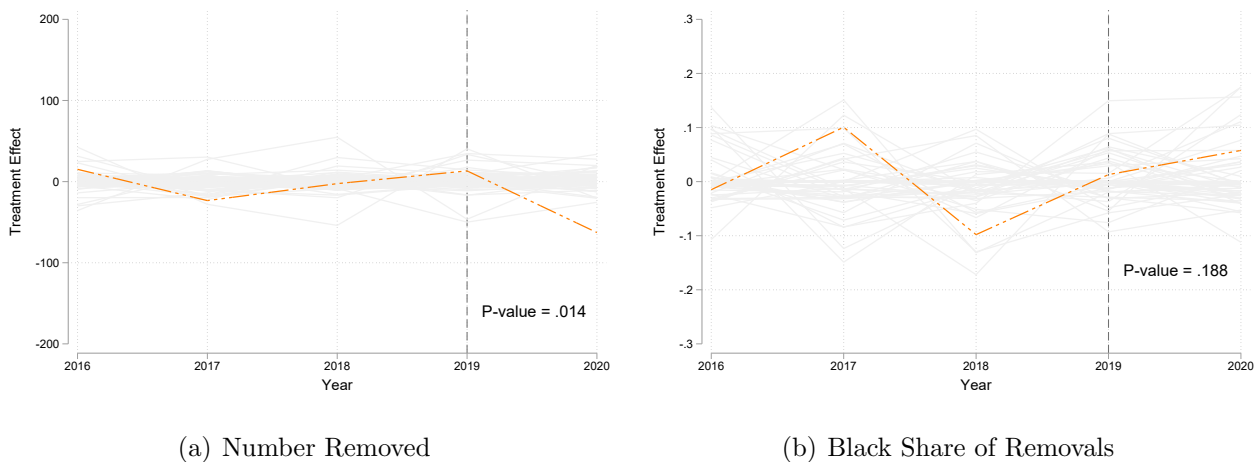 200
100
0
-100
-200
Treatment Effect
P-value = .014
2016 2017 2018 2019 2020
Year
(a) Number Removed
.3
.2
.1
0
-.1
-.2
-.3
Treatment Effect
P-value = .188
2016 2017 2018 2019 2020
Year
(b) Black Share of Removals